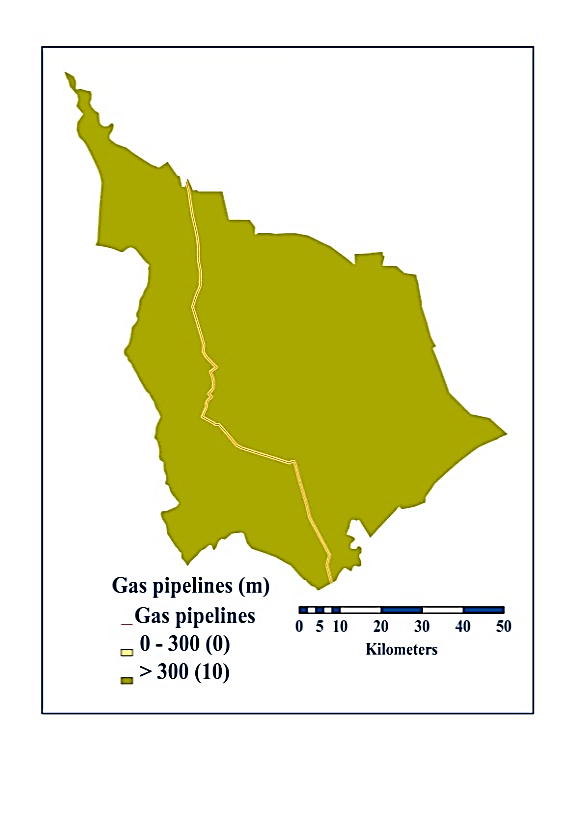 Gas pipelines (m)
Gas pipelines
0 - 300 (0)
> 300 (10)
0 5 10 20 30 40 50
Kilometers